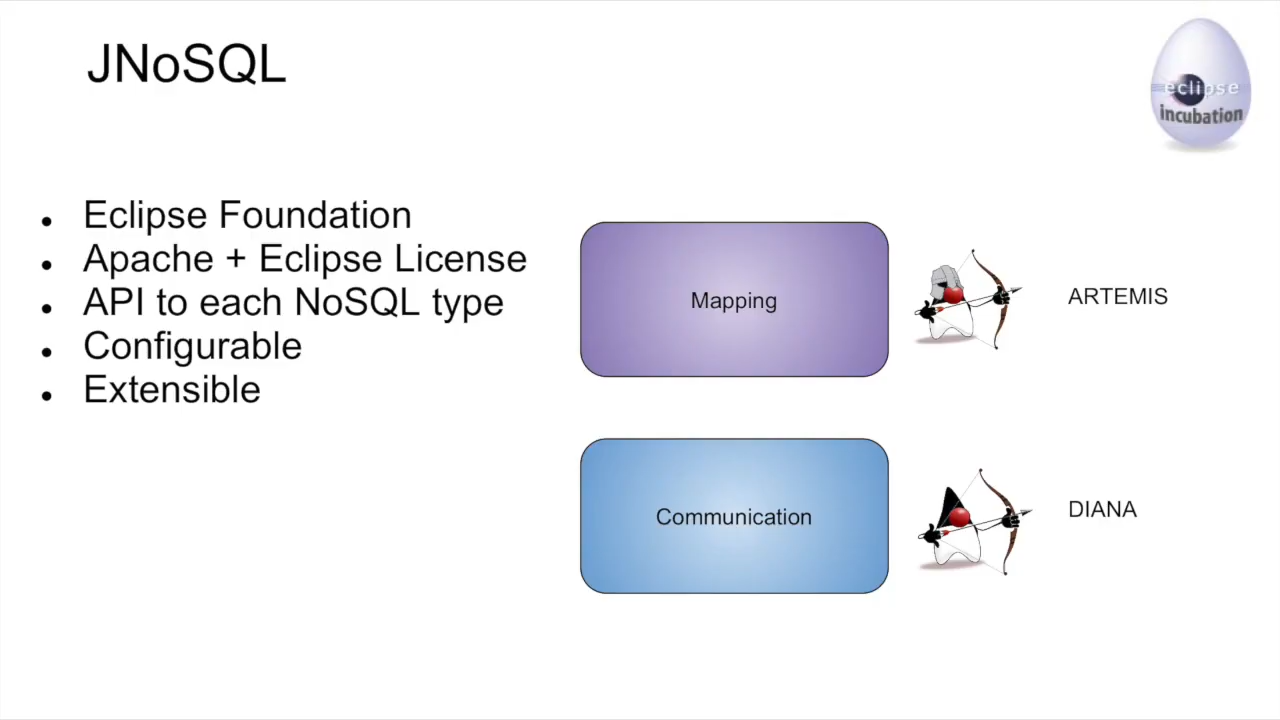 JNoSQL
eclipse
incubation
Eclipse Foundation
Apache + Eclipse License
API to each NoSQL type
Configurable
Extensible
Mapping
ARTEMIS
Communication
DIANA